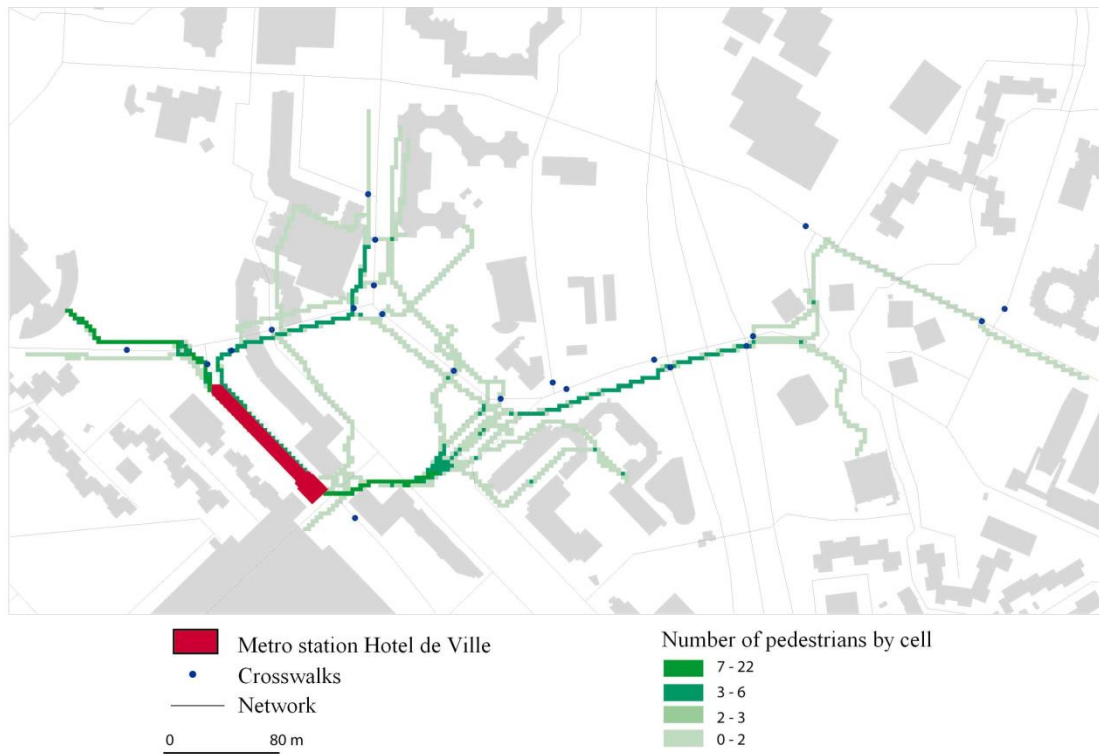 Metro station Hotel de Ville
Crosswalks
Network
0 80 m
Number of pedestrians by cell
7 - 22
3 - 6
2 - 3
0 - 2